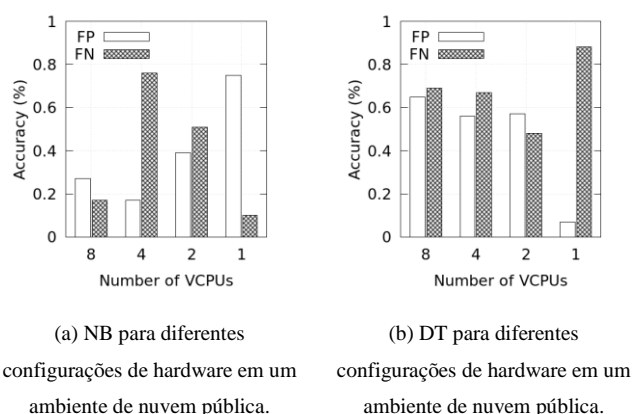 1
0.8
0.6
0.4
0.2
0
Accuracy (%)
FP
FN
8 4 2 1
Number of VCPUs
(a) NB para diferentes
configurações de hardware em um
ambiente de nuvem pública.
1
0.8
0.6
0.4
0.2
0
Accuracy (%)
FP
FN
8 4 2 1
Number of VCPUs
(b) DT para diferentes
configurações de hardware em um
ambiente de nuvem pública.